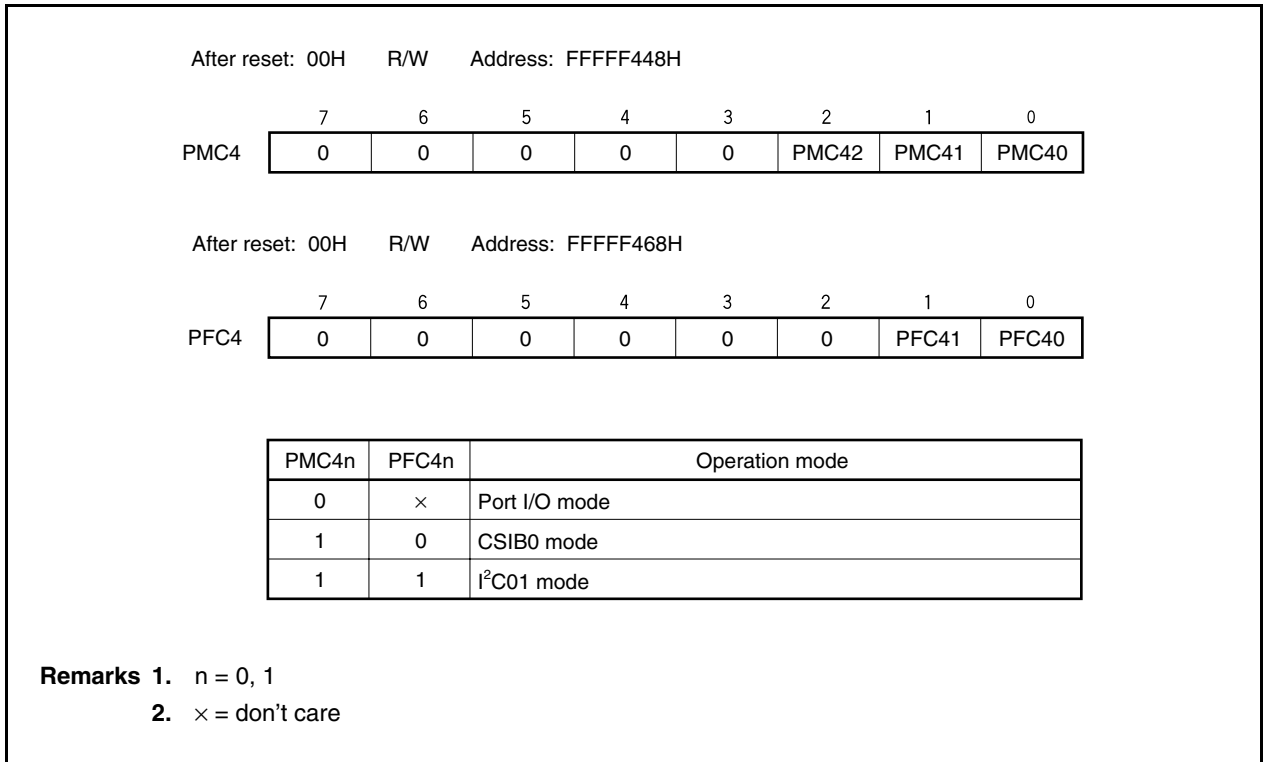 After reset: 00H R/W Address: FFFFF448H
7 6 5 4 3 2 1 0
PMC4 0 0 0 0 0 PMC42 PMC41 PMC40
After reset: 00H R/W Address: FFFFF468H
7 6 5 4 3 2 1 0
PFC4 0 0 0 0 0 0 PFC41 PFC40
PMC4n PFC4n Operation mode
0 × Port I/O mode
1 0 CSIB0 mode
1 1 I²C01 mode
Remarks 1. n = 0, 1
2. × = don't care